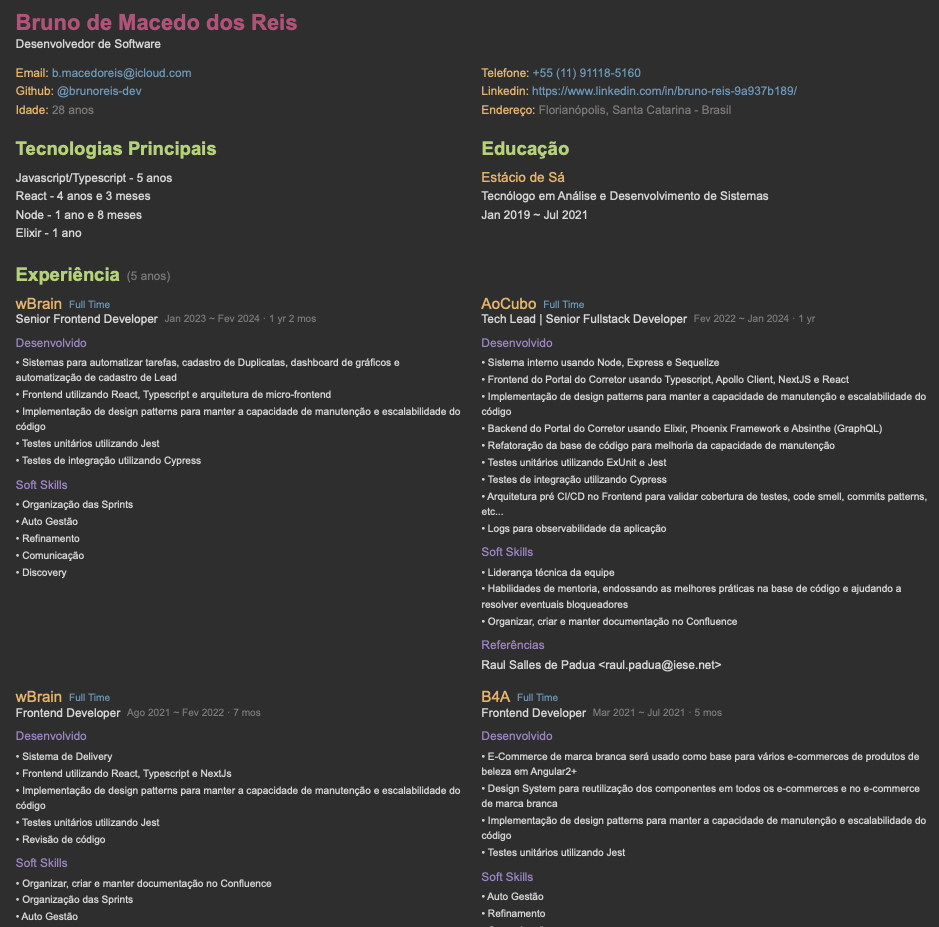 Bruno de Macedo dos Reis
Desenvolvedor de Software
Email: b.macedoreis@icloud.com
Github: @brunoreis-dev
Idade: 28 anos
Telefone: +55 (11) 91118-5160
Linkedin: https://www.linkedin.com/in/bruno-reis-9a937b189/
Endereço: Florianópolis, Santa Catarina - Brasil
Tecnologias Principais
Javascript/Typescript - 5 anos
React - 4 anos e 3 meses
Node - 1 ano e 8 meses
Elixir - 1 ano
Educação
Estácio de Sá
Tecnólogo em Análise e Desenvolvimento de Sistemas
Jan 2019 ~ Jul 2021
Experiência (5 anos)
wBrain Full Time
Senior Frontend Developer Jan 2023 ~ Fev 2024 · 1 yr 2 mos
Desenvolvido
• Sistemas para automatizar tarefas, cadastro de Duplicatas, dashboard de gráficos e
automatização de cadastro de Lead
• Frontend utilizando React, Typescript e arquitetura de micro-frontend
• Implementação de design patterns para manter a capacidade de manutenção e escalabilidade do
código
• Testes unitários utilizando Jest
• Testes de integração utilizando Cypress
Soft Skills
• Organização das Sprints
• Auto Gestão
• Refinamento
• Comunicação
• Discovery
AoCubo Full Time
Tech Lead | Senior Fullstack Developer Fev 2022 ~ Jan 2024 · 1 yr
Desenvolvido
• Sistema interno usando Node, Express e Sequelize
• Frontend do Portal do Corretor usando Typescript, Apollo Client, NextJS e React
• Implementação de design patterns para manter a capacidade de manutenção e escalabilidade do
código
• Backend do Portal do Corretor usando Elixir, Phoenix Framework e Absinthe (GraphQL)
• Refatoração da base de código para melhoria da capacidade de manutenção
• Testes unitários utilizando ExUnit e Jest
• Testes de integração utilizando Cypress
• Arquitetura pré CI/CD no Frontend para validar cobertura de testes, code smell, commits patterns,
etc...
• Logs para observabilidade da aplicação
Soft Skills
• Liderança técnica da equipe
• Habilidades de mentoria, endossando as melhores práticas na base de código e ajudando a
resolver eventuais bloqueadores
• Organizar, criar e manter documentação no Confluence
Referências
Raul Salles de Padua <raul.padua@iese.net>
wBrain Full Time
Frontend Developer Ago 2021 ~ Fev 2022 · 7 mos
Desenvolvido
• Sistema de Delivery
• Frontend utilizando React, Typescript e NextJs
• Implementação de design patterns para manter a capacidade de manutenção e escalabilidade do
código
• Testes unitários utilizando Jest
• Revisão de código
Soft Skills
• Organizar, criar e manter documentação no Confluence
• Organização das Sprints
• Auto Gestão
B4A Full Time
Frontend Developer Mar 2021 ~ Jul 2021 · 5 mos
Desenvolvido
• E-Commerce de marca branca será usado como base para vários e-commerces de produtos de
beleza em Angular2+
• Design System para reutilização dos componentes em todos os e-commerces e no e-commerce
de marca branca
• Implementação de design patterns para manter a capacidade de manutenção e escalabilidade do
código
• Testes unitários utilizando Jest
Soft Skills
• Auto Gestão
• Refinamento